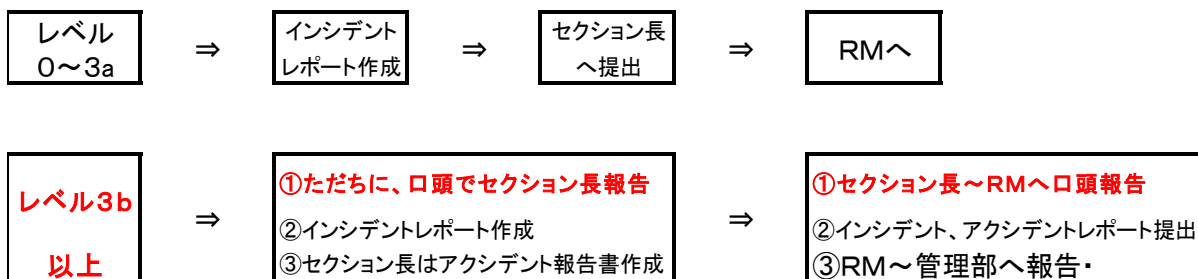 レベル
0～3a
⇒
インシデント
レポート作成
⇒
セクション長
へ提出
⇒
RMへ
レベル3b
以上
⇒
①ただちに、口頭でセクション長報告
②インシデントレポート作成
③セクション長はアクシデント報告書作成
⇒
①セクション長～RMへ口頭報告
②インシデント、アクシデントレポート提出
③RM～管理部へ報告・